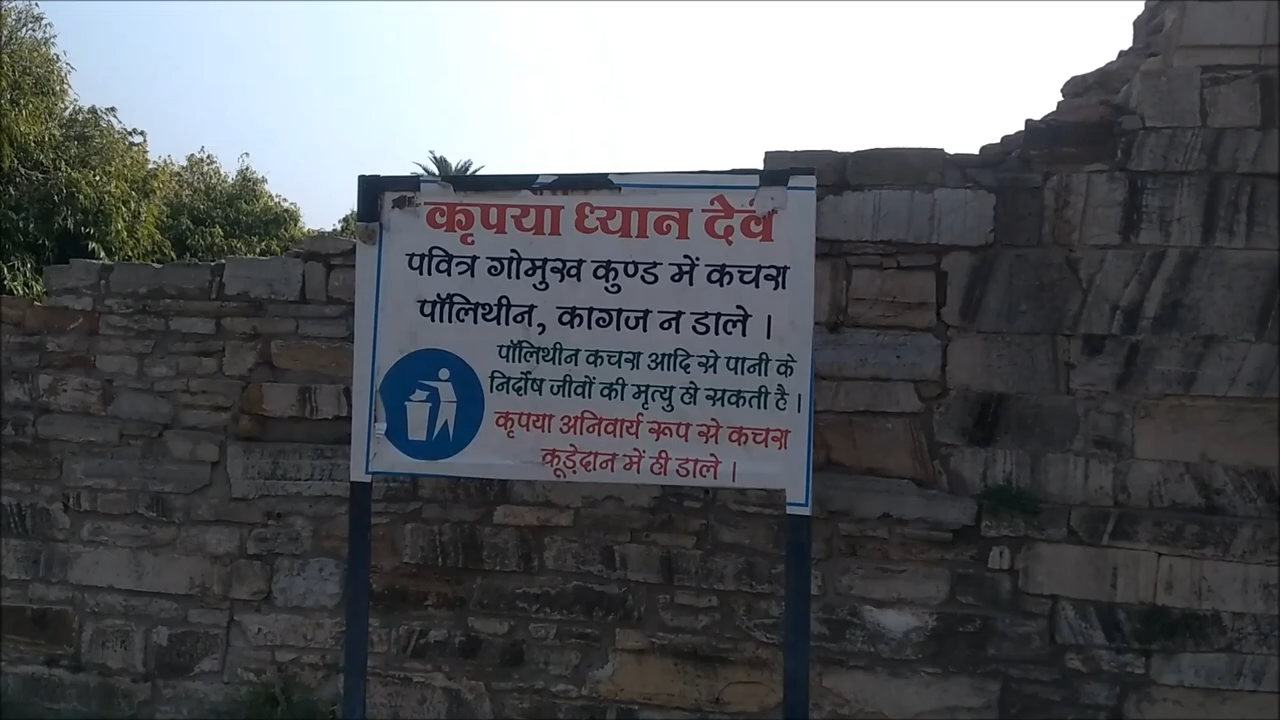 कृपया ध्यान देवें
पवित्र गोमुख कुण्ड में कचरा
पॉलिथीन, कागज न डाले ।
पॉलिथीन कचरा आदि से पानी के
निर्दोष जीवों की मृत्यु हो सकती है ।
कृपया अनिवार्य रूप से कचरा
कूड़ेदान में ही डाले ।